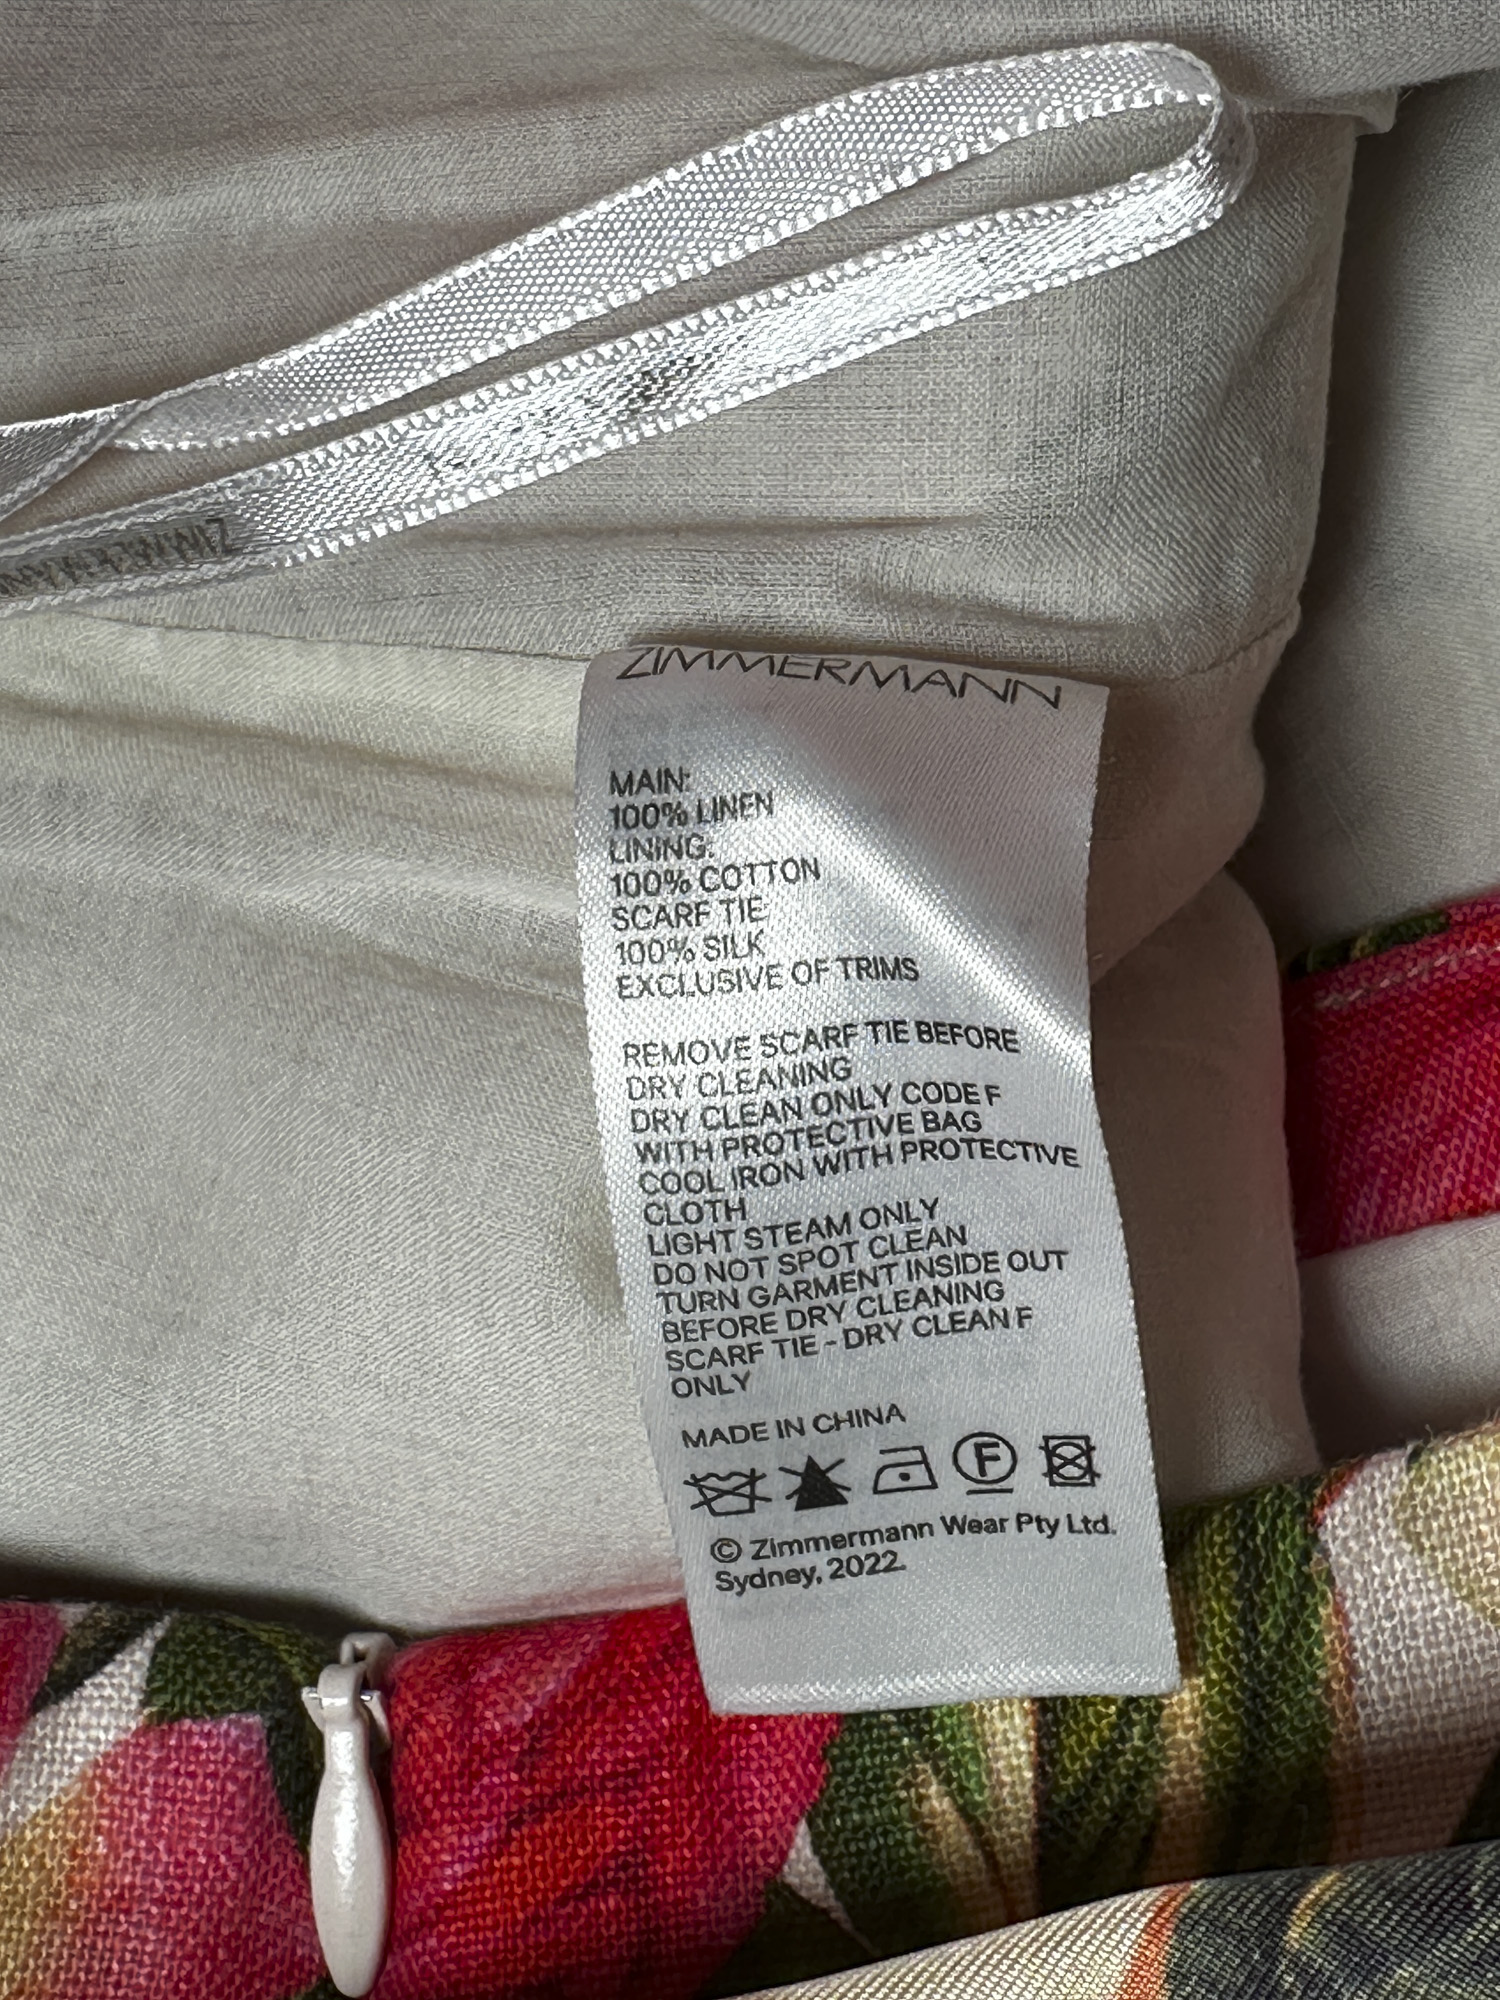 ZIMMERMANN
MAIN:
100% LINEN
LINING:
100% COTTON
SCARF TIE
100% SILK
EXCLUSIVE OF TRIMS
REMOVE SCARF TIE BEFORE
DRY CLEANING
DRY CLEAN ONLY CODE F
WITH PROTECTIVE BAG
COOL IRON WITH PROTECTIVE
CLOTH
LIGHT STEAM ONLY
DO NOT SPOT CLEAN
TURN GARMENT INSIDE OUT
BEFORE DRY CLEANING
SCARF TIE - DRY CLEAN F
ONLY
MADE IN CHINA
F
© Zimmermann Wear Pty Ltd.
Sydney, 2022.